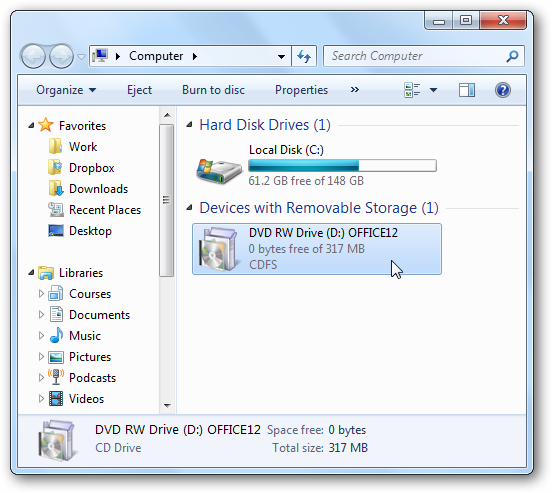 Computer
Search Computer
Organize Eject Burn to disc Properties »
Favorites
Work
Dropbox
Downloads
Recent Places
Desktop
Libraries
Courses
Documents
Music
Pictures
Podcasts
Videos
Hard Disk Drives (1)
Local Disk (C:)
61.2 GB free of 148 GB
Devices with Removable Storage (1)
DVD RW Drive (D:) OFFICE12
0 bytes free of 317 MB
CDFS
DVD RW Drive (D:) OFFICE12 Space free: 0 bytes
CD Drive Total size: 317 MB